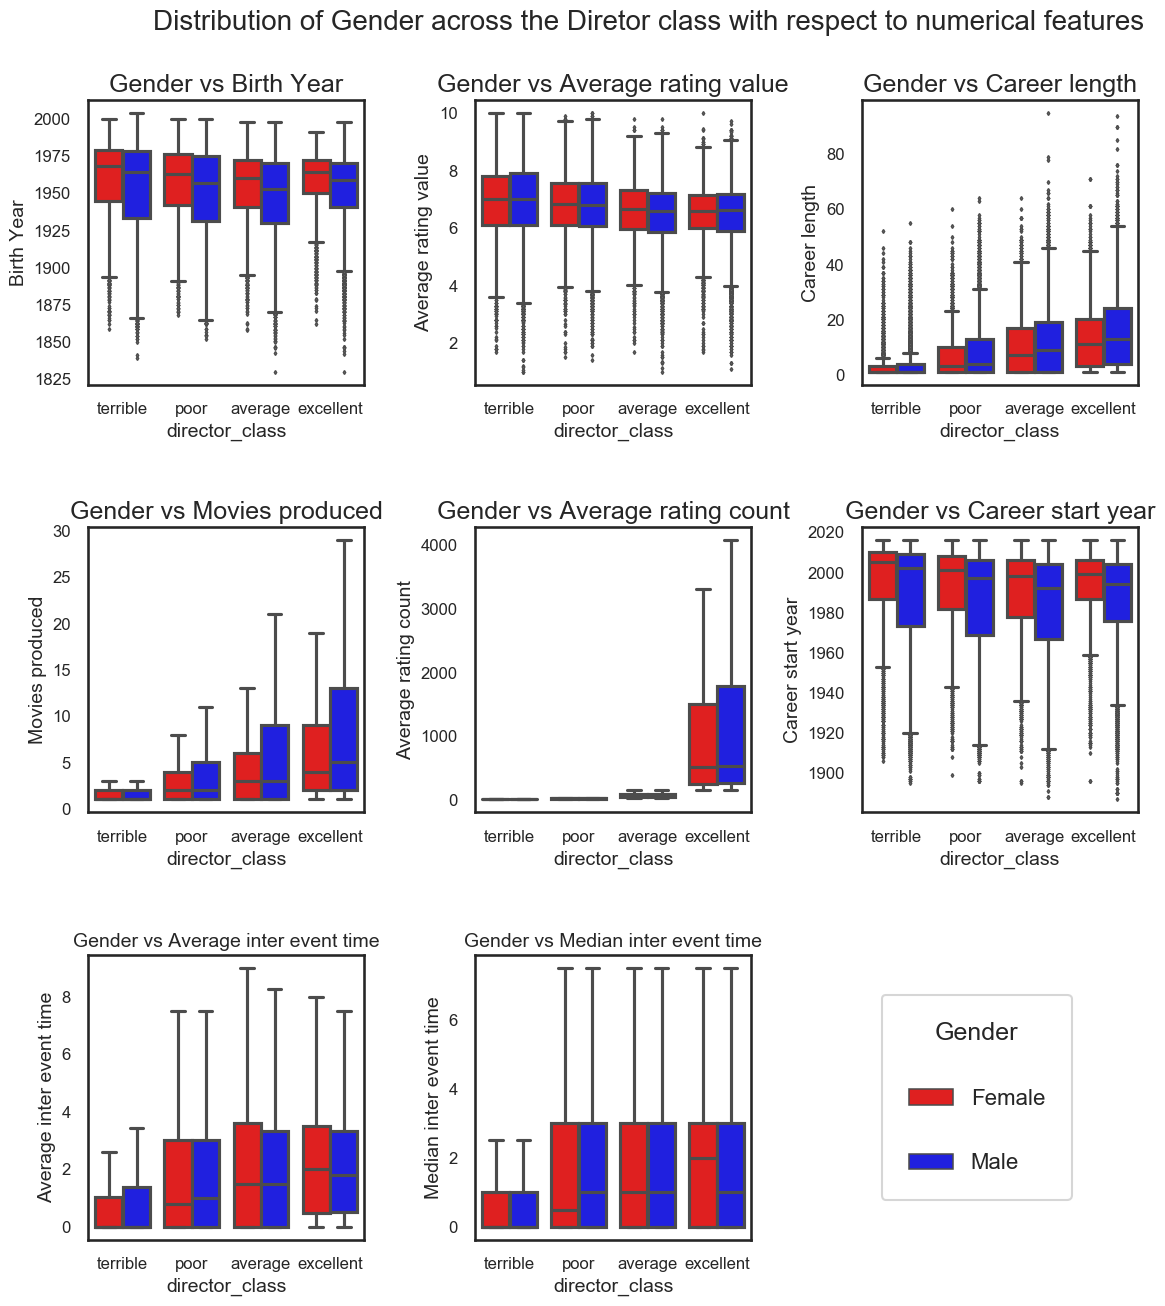 Distribution of Gender across the Diretor class with respect to numerical features
Gender vs Birth Year
Birth Year
2000
1975
1950
1925
1900
1875
1850
1825
terrible poor average excellent
director_class
Gender vs Average rating value
Average rating value
10
8
6
4
2
terrible poor average excellent
director_class
Gender vs Career length
Career length
80
60
40
20
0
terrible poor average excellent
director_class
Gender vs Movies produced
Movies produced
30
25
20
15
10
5
0
terrible poor average excellent
director_class
Gender vs Average rating count
Average rating count
4000
3000
2000
1000
0
terrible poor average excellent
director_class
Gender vs Career start year
Career start year
2020
2000
1980
1960
1940
1920
1900
terrible poor average excellent
director_class
Gender vs Average inter event time
Average inter event time
8
6
4
2
0
terrible poor average excellent
director_class
Gender vs Median inter event time
Median inter event time
6
4
2
0
terrible poor average excellent
director_class
Gender
Female
Male